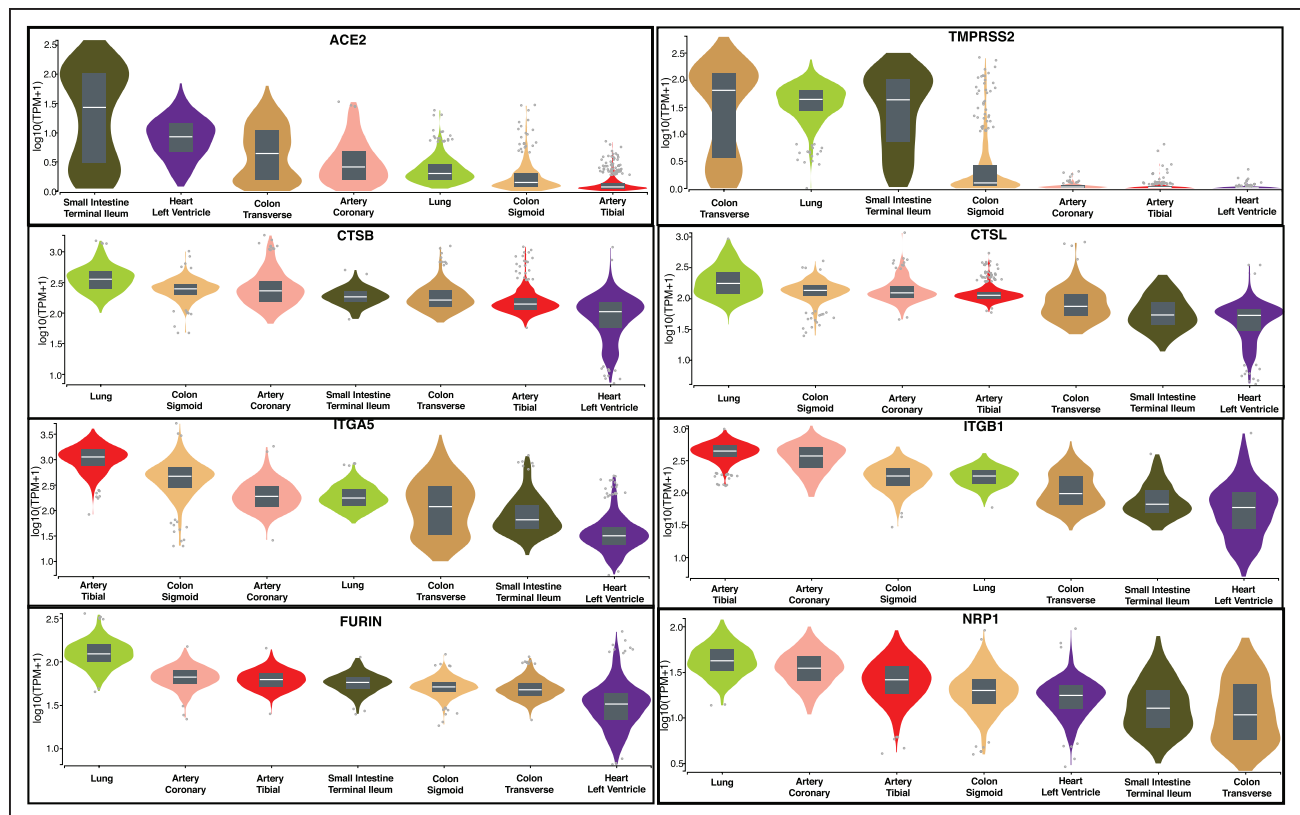 ACE2
log10(TPM+1)
2.5
2.0
1.5
1.0
0.5
0.0
Small Intestine
Terminal Ileum
Heart
Left Ventricle
Colon
Transverse
Artery
Coronary
Lung
Colon
Sigmoid
Artery
Tibial
TMPRSS2
log10(TPM+1)
2.5
2.0
1.5
1.0
0.5
0.0
Colon
Transverse
Lung
Small Intestine
Terminal Ileum
Colon
Sigmoid
Artery
Coronary
Artery
Tibial
Heart
Left Ventricle
CTSB
log10(TPM+1)
3.0
2.5
2.0
1.5
1.0
Lung
Colon
Sigmoid
Artery
Coronary
Small Intestine
Terminal Ileum
Colon
Transverse
Artery
Tibial
Heart
Left Ventricle
CTSL
log10(TPM+1)
3.0
2.5
2.0
1.5
1.0
Lung
Colon
Sigmoid
Artery
Coronary
Artery
Tibial
Colon
Transverse
Small Intestine
Terminal Ileum
Heart
Left Ventricle
ITGA5
log10(TPM+1)
3.5
3.0
2.5
2.0
1.5
1.0
Artery
Tibial
Colon
Sigmoid
Artery
Coronary
Lung
Colon
Transverse
Small Intestine
Terminal Ileum
Heart
Left Ventricle
ITGB1
log10(TPM+1)
3.0
2.5
2.0
1.5
1.0
Artery
Tibial
Artery
Coronary
Colon
Sigmoid
Lung
Colon
Transverse
Small Intestine
Terminal Ileum
Heart
Left Ventricle
FURIN
log10(TPM+1)
2.5
2.0
1.5
1.0
Lung
Artery
Coronary
Artery
Tibial
Small Intestine
Terminal Ileum
Colon
Sigmoid
Colon
Transverse
Heart
Left Ventricle
NRP1
log10(TPM+1)
2.0
1.5
1.0
0.5
Lung
Artery
Coronary
Artery
Tibial
Colon
Sigmoid
Heart
Left Ventricle
Small Intestine
Terminal Ileum
Colon
Transverse